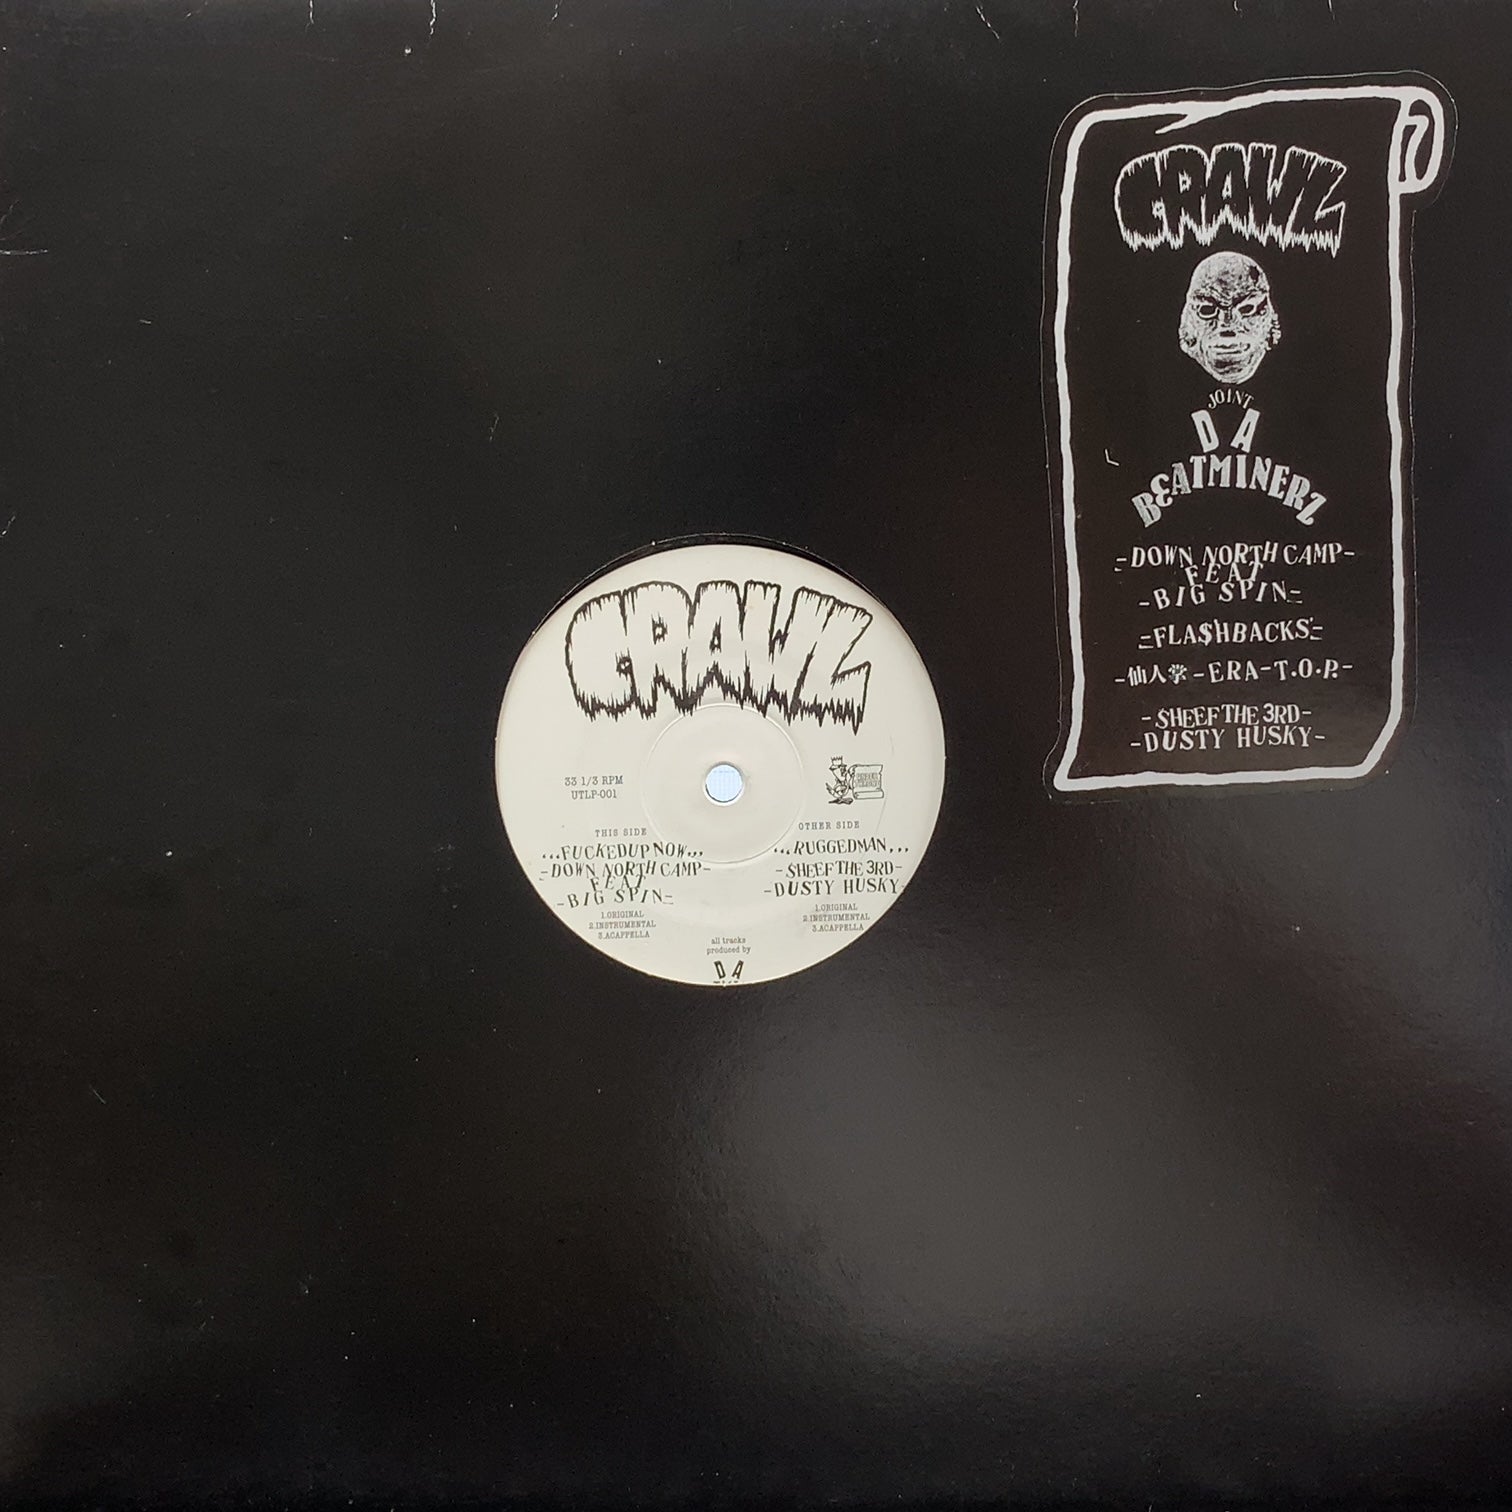 CRAWL
JOINT
DA
BEATMINERZ
-DOWN NORTH CAMP-
FEAT
-BIG SPIN-
-FLA$HBACKS-
-仙人掌-ERA-T.O.P.-
-$HEEF THE 3RD-
-DUSTY HUSKY-
CRAWL
33 1/3 RPM
UTLP-001
THIS SIDE
...FUCKEDUP NOW...
-DOWN NORTH CAMP-
FEAT
-BIG SPIN-
1.ORIGINAL
2.INSTRUMENTAL
3.ACAPPELLA
OTHER SIDE
...RUGGEDMAN...
-$HEEF THE 3RD-
-DUSTY HUSKY-
1.ORIGINAL
2.INSTRUMENTAL
3.ACAPPELLA
all tracks
produced by
DA